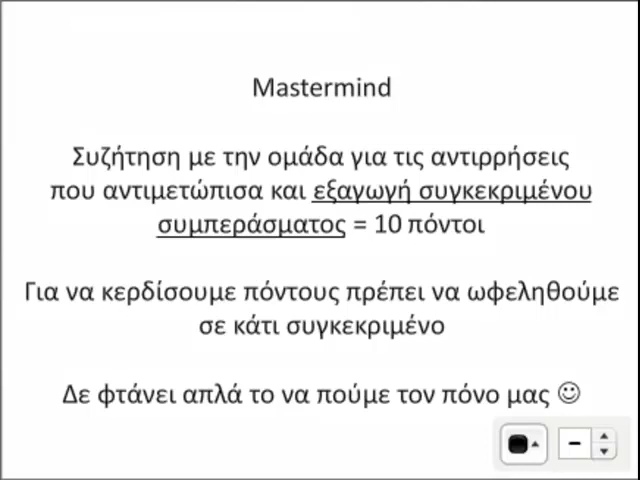 Mastermind
Συζήτηση με την ομάδα για τις αντιρρήσεις
που αντιμετώπισα και εξαγωγή συγκεκριμένου
συμπεράσματος = 10 πόντοι
Για να κερδίσουμε πόντους πρέπει να ωφεληθούμε
σε κάτι συγκεκριμένο
Δε φτάνει απλά το να πούμε τον πόνο μας ☺